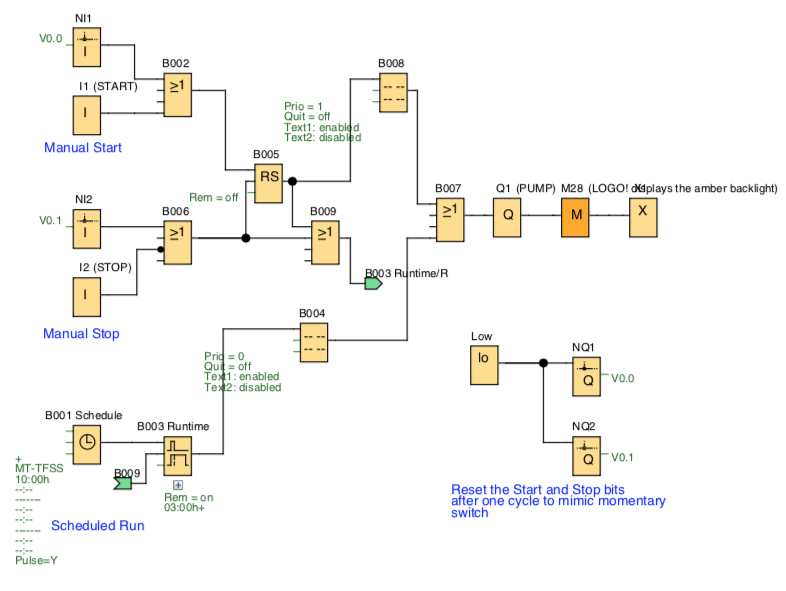 NI1
V0.0
I
B002
I1 (START)
≥1
I
Manual Start
B008
Prio = 1
Quit = off
Text1: enabled
Text2: disabled
B005
RS
Rem = off
NI2
V0.1
I
B006
≥1
I2 (STOP)
I
Manual Stop
B009
≥1
B003 Runtime/R
B007
≥1
Q1 (PUMP)
Q
M28 (LOGO! displays the amber backlight)
M
X1
X
B004
Prio = 0
Quit = off
Text1: enabled
Text2: disabled
B001 Schedule
B003 Runtime
B009
+
MT-TFSS
10:00h
--:--
-------
--:--
--:--
-------
--:--
--:--
Pulse=Y
Scheduled Run
Rem = on
03:00h+
Low
lo
NQ1
Q
V0.0
NQ2
Q
V0.1
Reset the Start and Stop bits
after one cycle to mimic momentary
switch